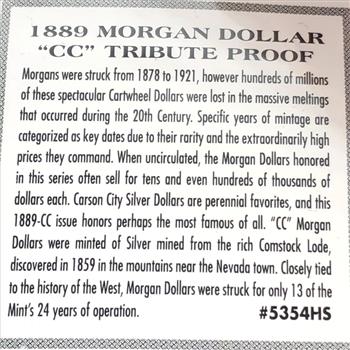 1889 MORGAN DOLLAR
"CC" TRIBUTE PROOF
Morgans were struck from 1878 to 1921, however hundreds of millions
of these spectacular Cartwheel Dollars were lost in the massive meltings
that occurred during the 20th Century. Specific years of mintage are
categorized as key dates due to their rarity and the extraordinarily high
prices they command. When uncirculated, the Morgan Dollars honored
in this series often sell for tens and even hundreds of thousands of
dollars each. Carson City Silver Dollars are perennial favorites, and this
1889-CC issue honors perhaps the most famous of all. "CC" Morgan
Dollars were minted of Silver mined from the rich Comstock Lode,
discovered in 1859 in the mountains near the Nevada town. Closely tied
to the history of the West, Morgan Dollars were struck for only 13 of the
Mint's 24 years of operation. #5354HS